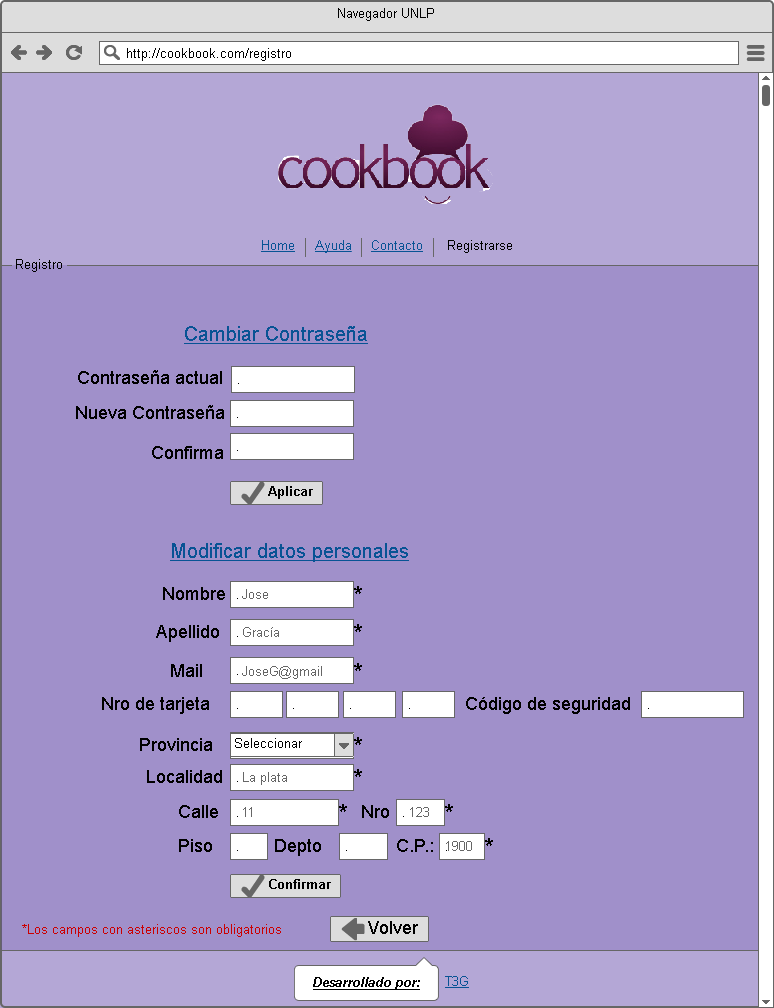 Navegador UNLP
http://cookbook.com/registro
cookbook
Home Ayuda Contacto Registrarse
Registro
Cambiar Contraseña
Contraseña actual .
Nueva Contraseña .
Confirma .
Aplicar
Modificar datos personales
Nombre . Jose *
Apellido . Gracía *
Mail . JoseG@gmail *
Nro de tarjeta . . . . Código de seguridad .
Provincia Seleccionar *
Localidad . La plata *
Calle . 11 * Nro . 123 *
Piso . Depto . C.P.: .1900 *
Confirmar
*Los campos con asteriscos son obligatorios
Volver
Desarrollado por: T3G